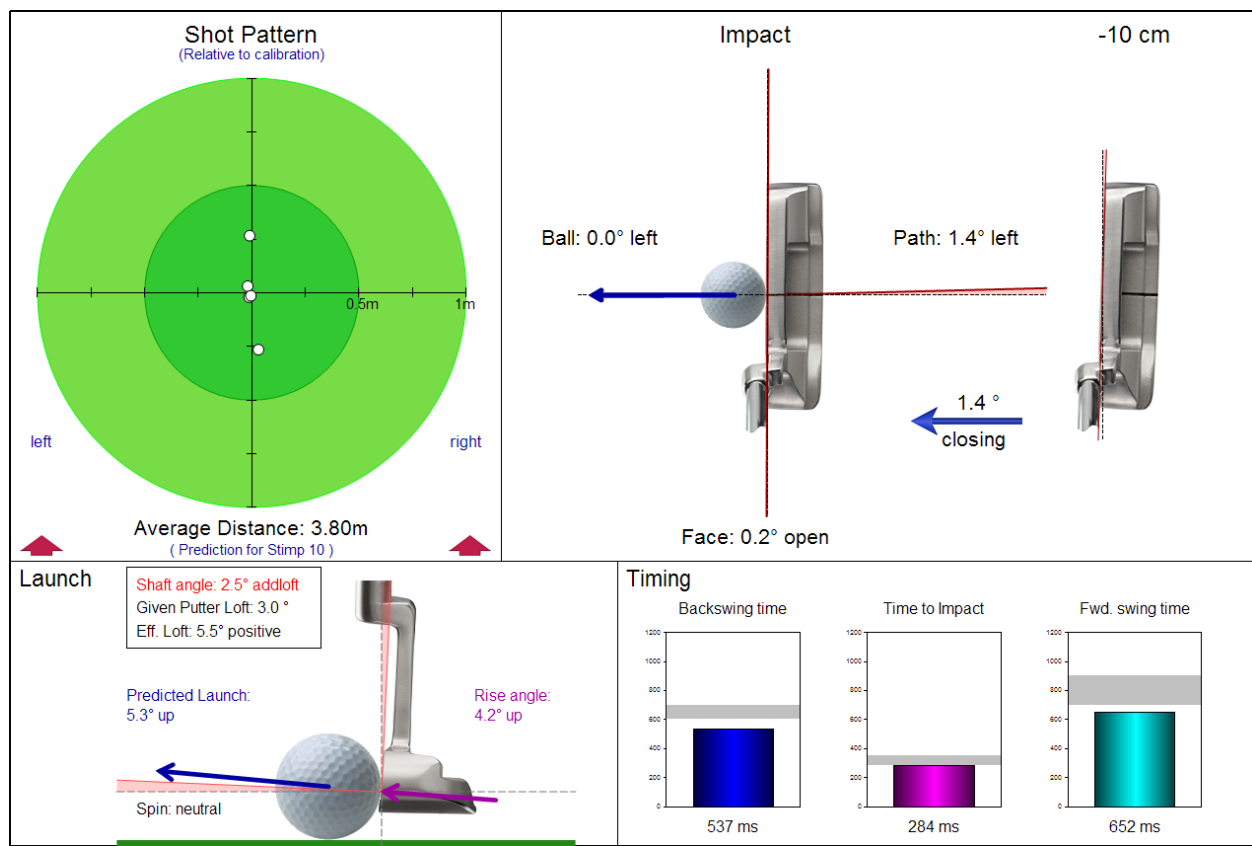 Shot Pattern
(Relative to calibration)
0.5m
1m
left
right
Average Distance: 3.80m
( Prediction for Stimp 10 )
Impact
-10 cm
Ball: 0.0° left
Path: 1.4° left
1.4 °
closing
Face: 0.2° open
Launch
Shaft angle: 2.5° addloft
Given Putter Loft: 3.0 °
Eff. Loft: 5.5° positive
Predicted Launch:
5.3° up
Rise angle:
4.2° up
Spin: neutral
Timing
Backswing time
1200
1000
800
600
400
200
0
537 ms
Time to Impact
1200
1000
800
600
400
200
0
284 ms
Fwd. swing time
1200
1000
800
600
400
200
0
652 ms